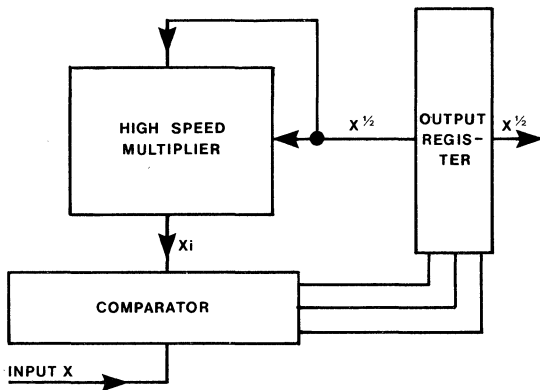 HIGH SPEED
MULTIPLIER
X½
OUTPUT
REGIS-
TER
X½
Xi
COMPARATOR
INPUT X